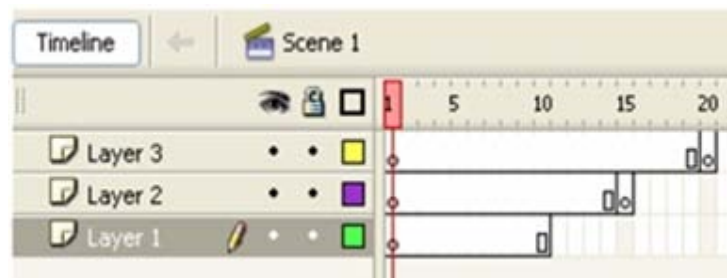 Timeline Scene 1
1 5 10 15 20
Layer 3
Layer 2
Layer 1